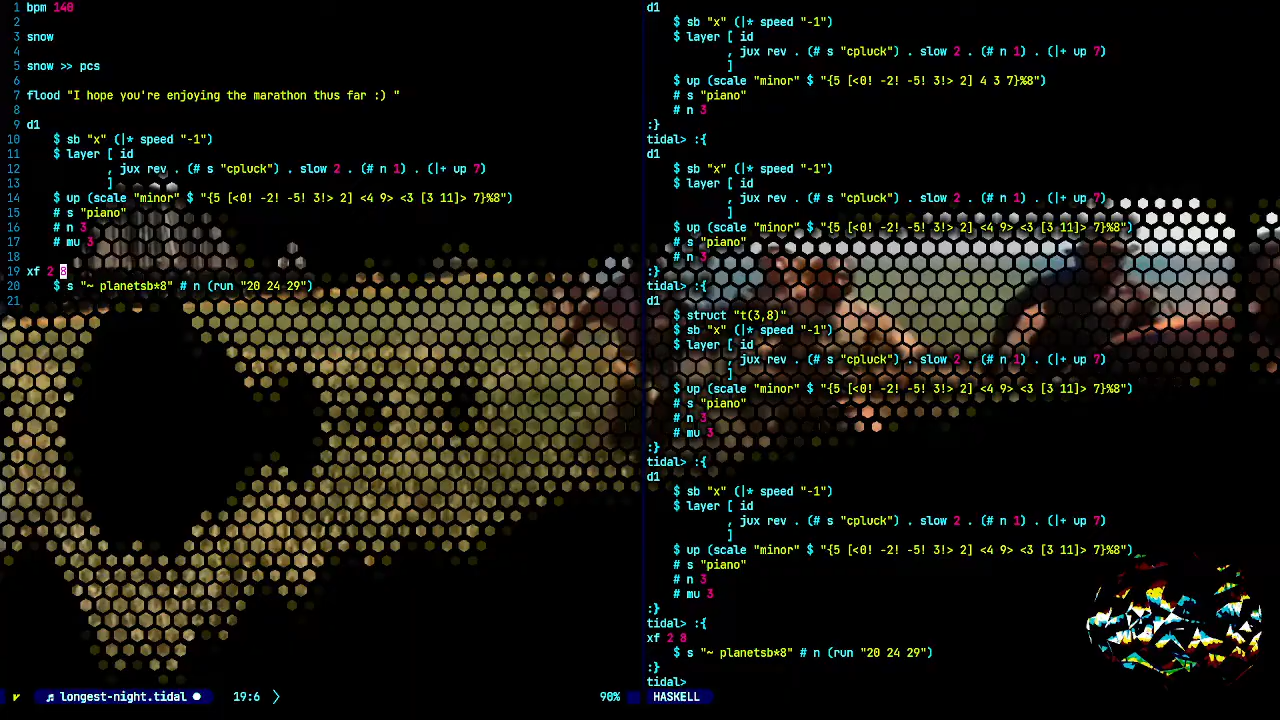 1 bpm 140
2
3 snow
4
5 snow >> pcs
6
7 flood "I hope you're enjoying the marathon thus far :) "
8
9 d1
10 $ sb "x" (|* speed "-1")
11 $ layer [ id
12 , jux rev . (# s "cpluck") . slow 2 . (# n 1) . (|+ up 7)
13 ]
14 $ up (scale "minor" $ "{5 [<0! -2! -5! 3!> 2] <4 9> <3 [3 11]> 7}%8")
15 # s "piano"
16 # n 3
17 # mu 3
18
19 xf 2 8
20 $ s "~ planetsb*8" # n (run "20 24 29")
21
v ♬ longest-night.tidal ● 19:6 〉 90%
d1
$ sb "x" (|* speed "-1")
$ layer [ id
, jux rev . (# s "cpluck") . slow 2 . (# n 1) . (|+ up 7)
]
$ up (scale "minor" $ "{5 [<0! -2! -5! 3!> 2] 4 3 7}%8")
# s "piano"
# n 3
:}
tidal> :{
d1
$ sb "x" (|* speed "-1")
$ layer [ id
, jux rev . (# s "cpluck") . slow 2 . (# n 1) . (|+ up 7)
]
$ up (scale "minor" $ "{5 [<0! -2! -5! 3!> 2] <4 9> <3 [3 11]> 7}%8")
# s "piano"
# n 3
:}
tidal> :{
d1
$ struct "t(3,8)"
$ sb "x" (|* speed "-1")
$ layer [ id
, jux rev . (# s "cpluck") . slow 2 . (# n 1) . (|+ up 7)
]
$ up (scale "minor" $ "{5 [<0! -2! -5! 3!> 2] <4 9> <3 [3 11]> 7}%8")
# s "piano"
# n 3
# mu 3
:}
tidal> :{
d1
$ sb "x" (|* speed "-1")
$ layer [ id
, jux rev . (# s "cpluck") . slow 2 . (# n 1) . (|+ up 7)
]
$ up (scale "minor" $ "{5 [<0! -2! -5! 3!> 2] <4 9> <3 [3 11]> 7}%8")
# s "piano"
# n 3
# mu 3
:}
tidal> :{
xf 2 8
$ s "~ planetsb*8" # n (run "20 24 29")
:}
tidal>
HASKELL